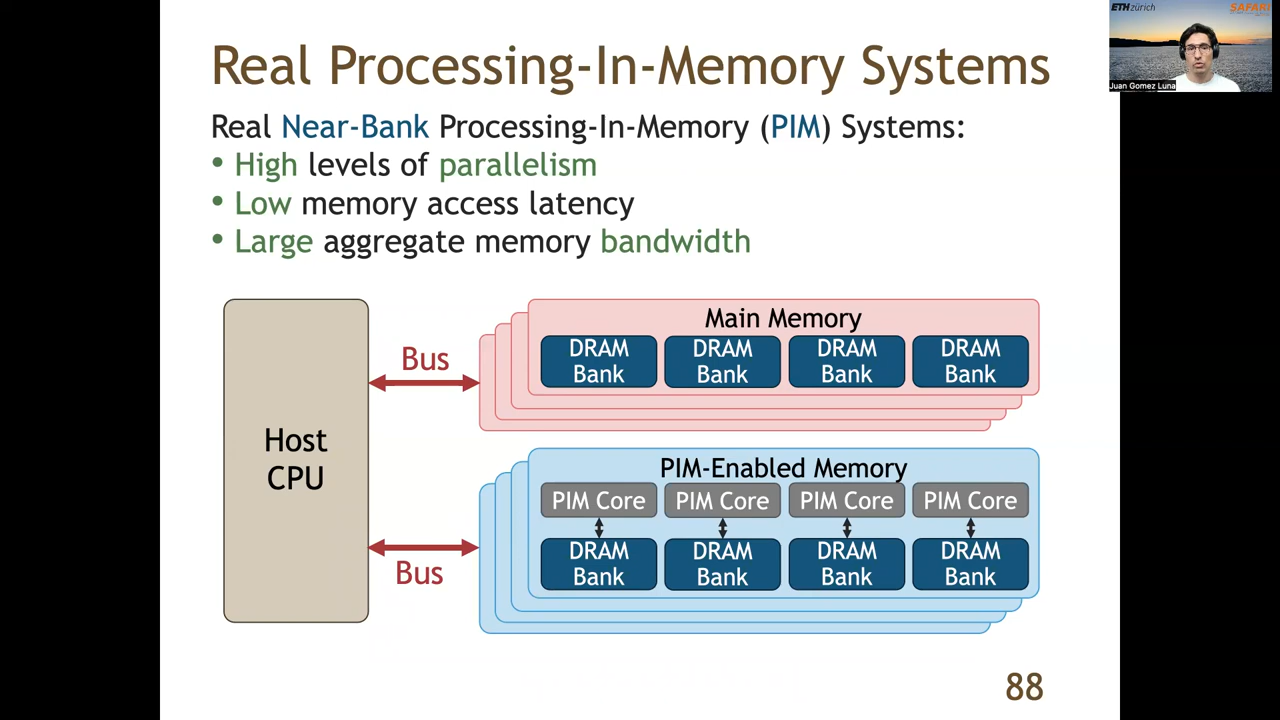 Real Processing-In-Memory Systems
ETHzürich
SAFARI
Juan Gomez Luna
Real Near-Bank Processing-In-Memory (PIM) Systems:
• High levels of parallelism
• Low memory access latency
• Large aggregate memory bandwidth
Host
CPU
Bus
Bus
Main Memory
DRAM
Bank
DRAM
Bank
DRAM
Bank
DRAM
Bank
PIM-Enabled Memory
PIM Core
PIM Core
PIM Core
PIM Core
DRAM
Bank
DRAM
Bank
DRAM
Bank
DRAM
Bank
88